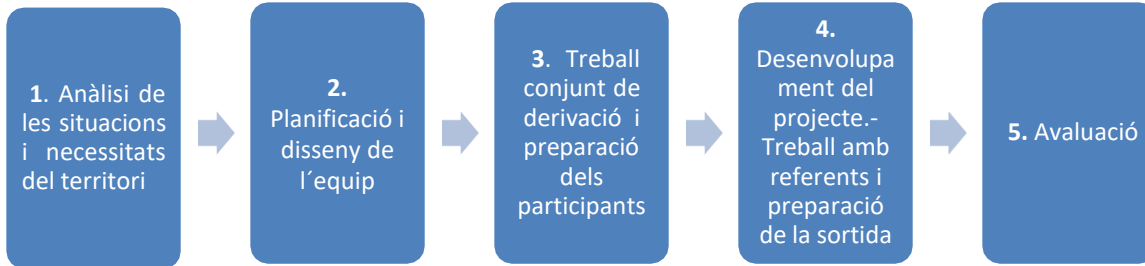 1. Anàlisi de
les situacions
i necessitats
del territori
2.
Planificació i
disseny de
l´equip
3. Treball
conjunt de
derivació i
preparació
dels
participants
4.
Desenvolupa
ment del
projecte.-
Treball amb
referents i
preparació
de la sortida
5. Avaluació